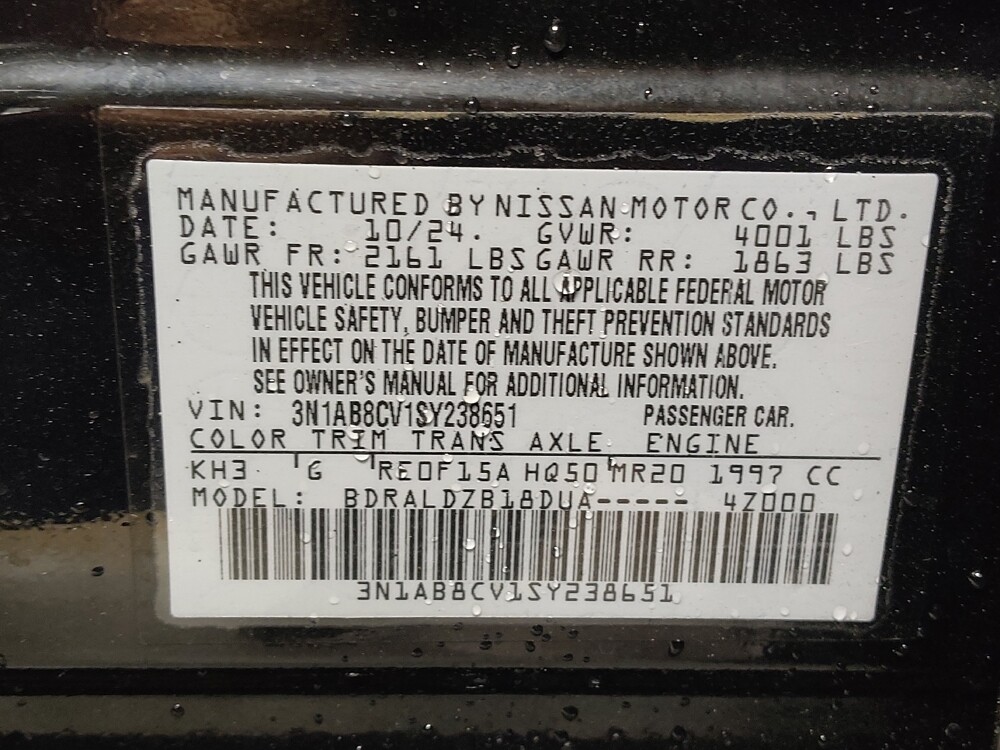 MANUFACTURED BY NISSAN MOTOR CO., LTD.
DATE: 10/24. GVWR: 4001 LBS
GAWR FR: 2161 LBS GAWR RR: 1863 LBS
THIS VEHICLE CONFORMS TO ALL APPLICABLE FEDERAL MOTOR
VEHICLE SAFETY, BUMPER AND THEFT PREVENTION STANDARDS
IN EFFECT ON THE DATE OF MANUFACTURE SHOWN ABOVE.
SEE OWNER'S MANUAL FOR ADDITIONAL INFORMATION.
VIN: 3N1AB8CV1SY238651 PASSENGER CAR.
COLOR TRIM TRANS AXLE ENGINE
KH3 G RE0F15A HQ50 MR20 1997 CC
MODEL: BDRALDZB18DUA----- 4Z000
3N1AB8CV1SY238651